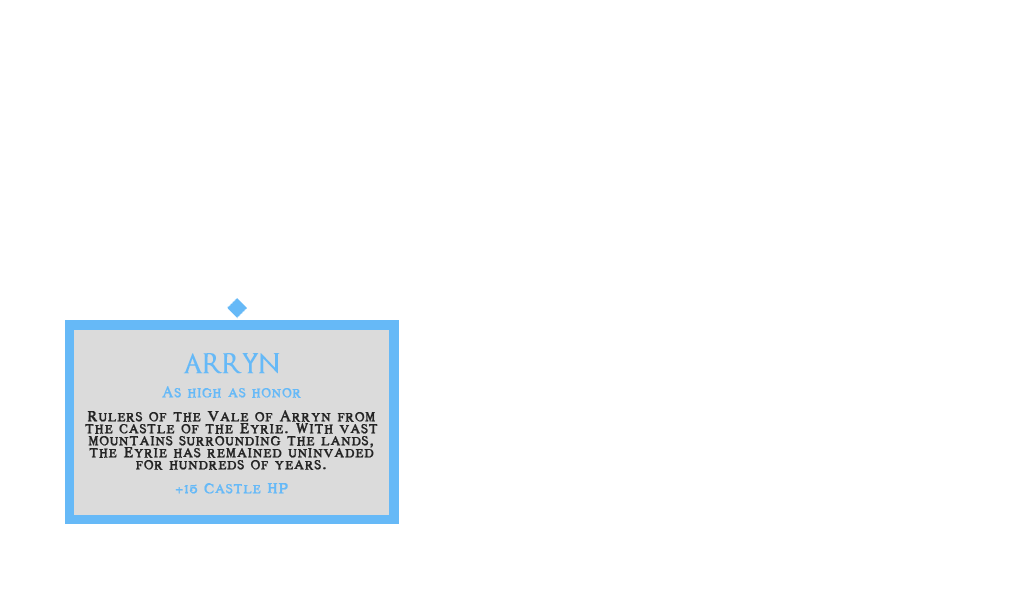 ARRYN
As high as honor
Rulers of the Vale of Arryn from
the castle of the Eyrie. With vast
mountains surrounding the lands,
the Eyrie has remained uninvaded
for hundreds of years.
+15 Castle HP